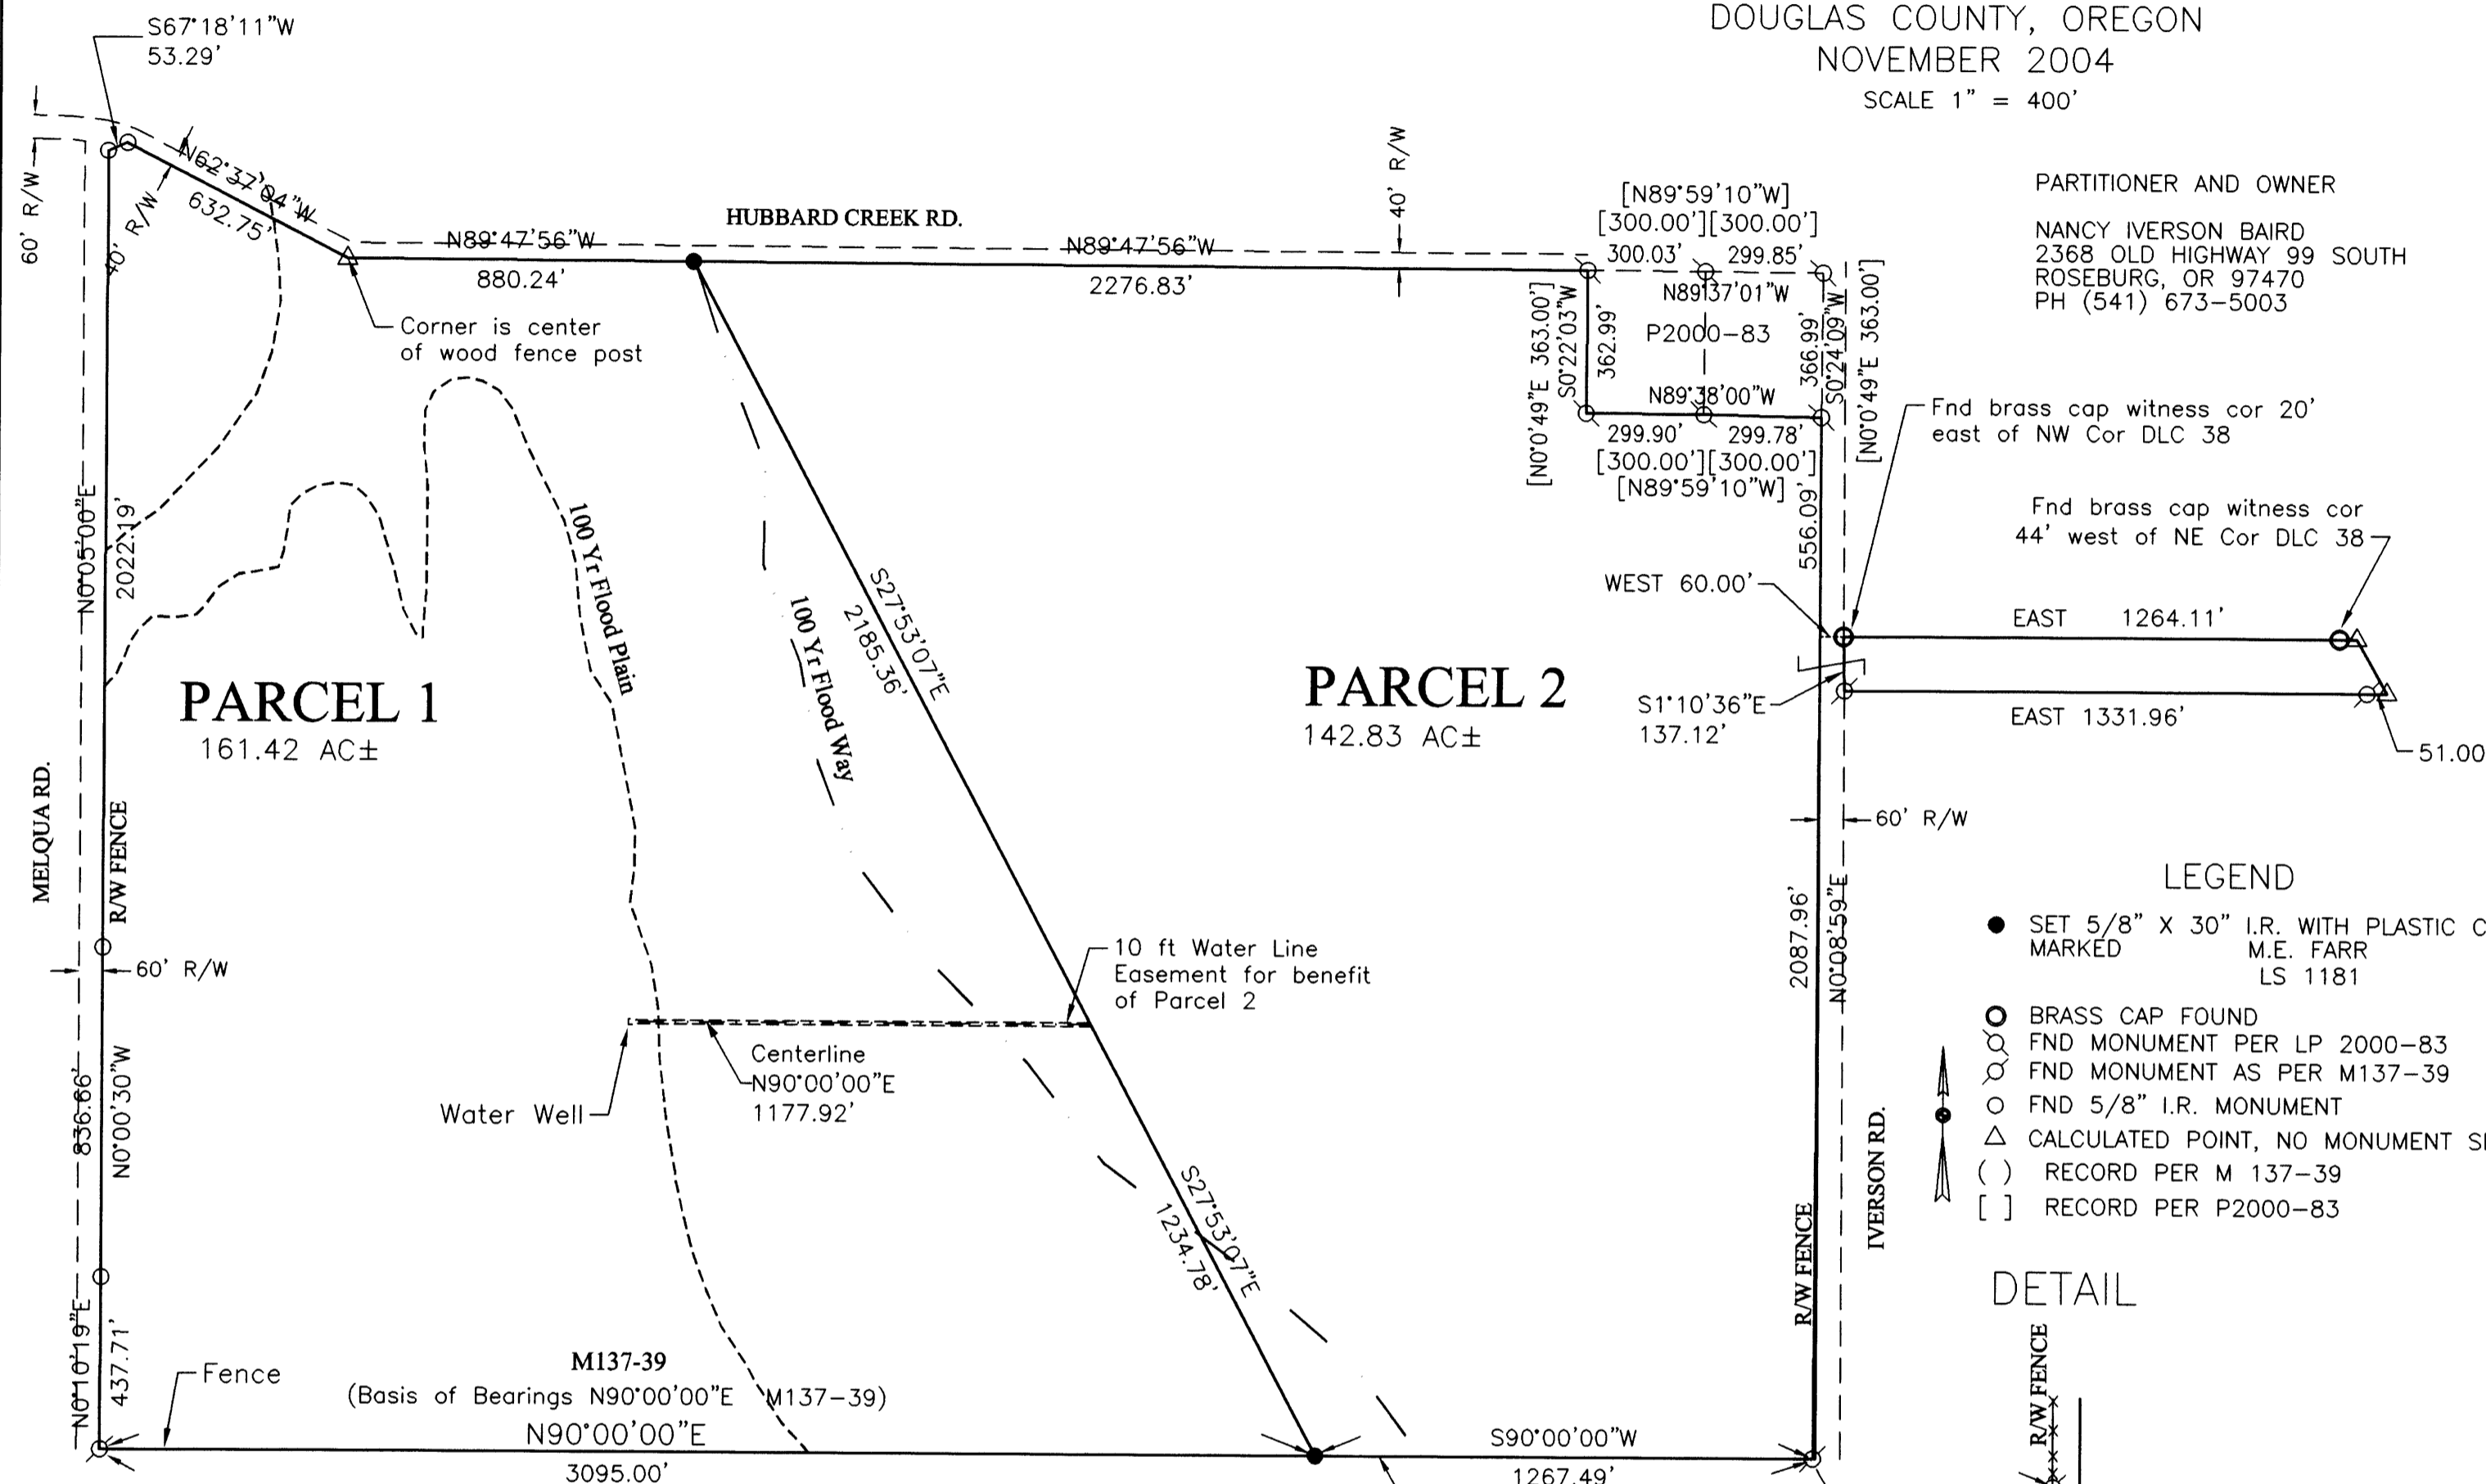 DOUGLAS COUNTY, OREGON
NOVEMBER 2004
SCALE 1" = 400'
S67°18'11"W
53.29'
60' R/W
40' R/W
N62°37'04"W
632.75'
HUBBARD CREEK RD.
N89°47'56"W
880.24'
N89°47'56"W
2276.83'
40' R/W
Corner is center
of wood fence post
[N89°59'10"W]
[300.00'][300.00']
300.03' 299.85'
N89°37'01"W
P2000-83
[N0°0'49"E 363.00']
S0°22'03"W
362.99'
366.99'
S0°24'09"W
[N0°0'49"E 363.00']
N89°38'00"W
299.90' 299.78'
[300.00'][300.00']
[N89°59'10"W]
PARTITIONER AND OWNER
NANCY IVERSON BAIRD
2368 OLD HIGHWAY 99 SOUTH
ROSEBURG, OR 97470
PH (541) 673-5003
Fnd brass cap witness cor 20'
east of NW Cor DLC 38
Fnd brass cap witness cor
44' west of NE Cor DLC 38
556.09'
WEST 60.00'
EAST 1264.11'
S1°10'36"E
137.12'
EAST 1331.96'
51.00
N0°05'00"E
2022.19'
100 Yr Flood Plain
100 Yr Flood Way
S27°53'07"E
2185.36'
PARCEL 1
161.42 AC±
PARCEL 2
142.83 AC±
MELQUA RD.
R/W FENCE
60' R/W
60' R/W
2087.96'
N0°08'59"E
10 ft Water Line
Easement for benefit
of Parcel 2
Centerline
N90°00'00"E
1177.92'
Water Well
836.66'
N0°00'30"W
S27°53'07"E
1234.78'
R/W FENCE
IVERSON RD.
LEGEND
SET 5/8" X 30" I.R. WITH PLASTIC C
MARKED M.E. FARR
LS 1181
BRASS CAP FOUND
FND MONUMENT PER LP 2000-83
FND MONUMENT AS PER M137-39
FND 5/8" I.R. MONUMENT
CALCULATED POINT, NO MONUMENT S
( ) RECORD PER M 137-39
[ ] RECORD PER P2000-83
DETAIL
R/W FENCE
N0°10'19"E
437.71'
Fence
M137-39
(Basis of Bearings N90°00'00"E M137-39)
N90°00'00"E
3095.00'
S90°00'00"W
1267.49'